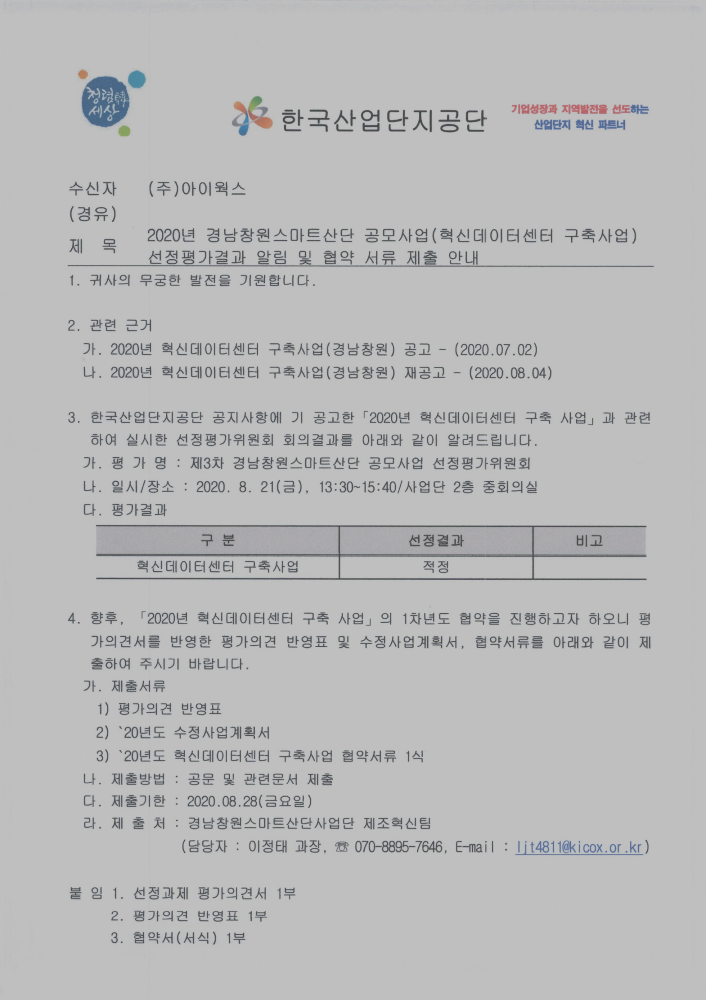 청렴韓
세상
한국산업단지공단
기업성장과 지역발전을 선도하는
산업단지 혁신 파트너
수신자 (주)아이웍스
(경유)
제 목 2020년 경남창원스마트산단 공모사업(혁신데이터센터 구축사업)
선정평가결과 알림 및 협약 서류 제출 안내
1. 귀사의 무궁한 발전을 기원합니다.
2. 관련 근거
가. 2020년 혁신데이터센터 구축사업(경남창원) 공고 - (2020.07.02)
나. 2020년 혁신데이터센터 구축사업(경남창원) 재공고 - (2020.08.04)
3. 한국산업단지공단 공지사항에 기 공고한「2020년 혁신데이터센터 구축 사업」과 관련
하여 실시한 선정평가위원회 회의결과를 아래와 같이 알려드립니다.
가. 평 가 명 : 제3차 경남창원스마트산단 공모사업 선정평가위원회
나. 일시/장소 : 2020. 8. 21(금), 13:30~15:40/사업단 2층 중회의실
다. 평가결과
구 분 선정결과 비고
혁신데이터센터 구축사업 적정
4. 향후, 「2020년 혁신데이터센터 구축 사업」의 1차년도 협약을 진행하고자 하오니 평
가의견서를 반영한 평가의견 반영표 및 수정사업계획서, 협약서류를 아래와 같이 제
출하여 주시기 바랍니다.
가. 제출서류
1) 평가의견 반영표
2) `20년도 수정사업계획서
3) `20년도 혁신데이터센터 구축사업 협약서류 1식
나. 제출방법 : 공문 및 관련문서 제출
다. 제출기한 : 2020.08.28(금요일)
라. 제 출 처 : 경남창원스마트산단사업단 제조혁신팀
(담당자 : 이정태 과장, ☏ 070-8895-7646, E-mail : ljt4811@kicox.or.kr)
붙 임 1. 선정과제 평가의견서 1부
2. 평가의견 반영표 1부
3. 협약서(서식) 1부